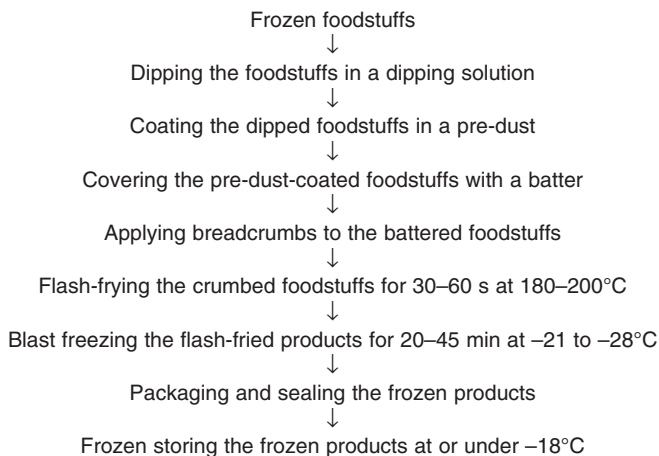 Frozen foodstuffs
↓
Dipping the foodstuffs in a dipping solution
↓
Coating the dipped foodstuffs in a pre-dust
↓
Covering the pre-dust-coated foodstuffs with a batter
↓
Applying breadcrumbs to the battered foodstuffs
↓
Flash-frying the crumbed foodstuffs for 30–60 s at 180–200°C
↓
Blast freezing the flash-fried products for 20–45 min at –21 to –28°C
↓
Packaging and sealing the frozen products
↓
Frozen storing the frozen products at or under –18°C